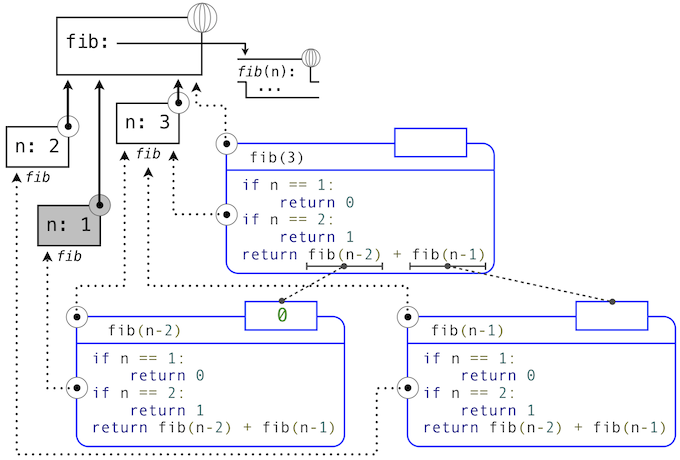 fib:
fib(n):
...
n: 3
fib
n: 2
fib
n: 1
fib
fib(3)
if n == 1:
return 0
if n == 2:
return 1
return fib(n-2) + fib(n-1)
fib(n-2)
0
if n == 1:
return 0
if n == 2:
return 1
return fib(n-2) + fib(n-1)
fib(n-1)
if n == 1:
return 0
if n == 2:
return 1
return fib(n-2) + fib(n-1)